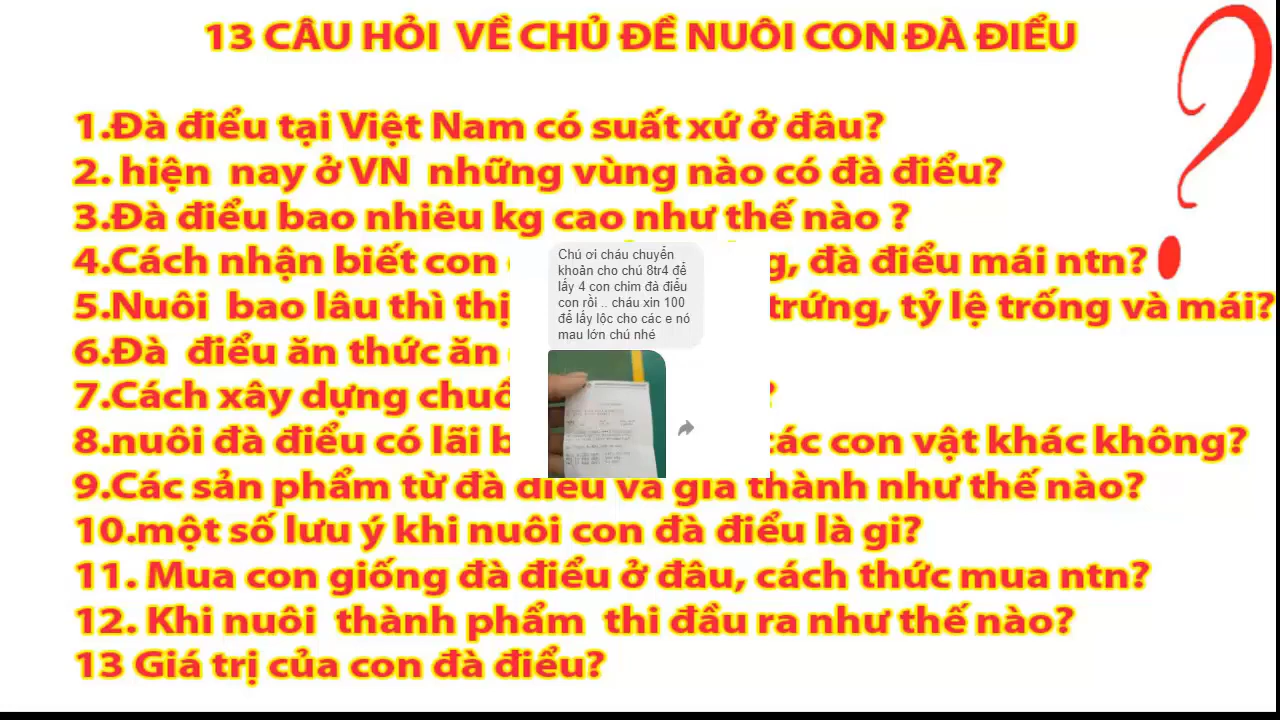 13 CÂU HỎI VỀ CHỦ ĐỀ NUÔI CON ĐÀ ĐIỂU
?
1.Đà điểu tại Việt Nam có suất xứ ở đâu?
2. hiện nay ở VN những vùng nào có đà điểu?
3.Đà điểu bao nhiêu kg cao như thế nào ?
4.Cách nhận biết con g, đà điểu mái ntn?
5.Nuôi bao lâu thì thị trứng, tỷ lệ trống và mái?
6.Đà điểu ăn thức ăn
7.Cách xây dựng chuồ ?
8.nuôi đà điểu có lãi các con vật khác không?
9.Các sản phẩm từ đà điểu và giá thành như thế nào?
10.một số lưu ý khi nuôi con đà điểu là gi?
11. Mua con giống đà điểu ở đâu, cách thức mua ntn?
12. Khi nuôi thành phẩm thi đầu ra như thế nào?
13 Giá trị của con đà điểu?
Chú ơi cháu chuyển
khoản cho chú 8tr4 để
lấy 4 con chim đà điểu
con rồi .. cháu xin 100
để lấy lộc cho các e nó
mau lớn chú nhé